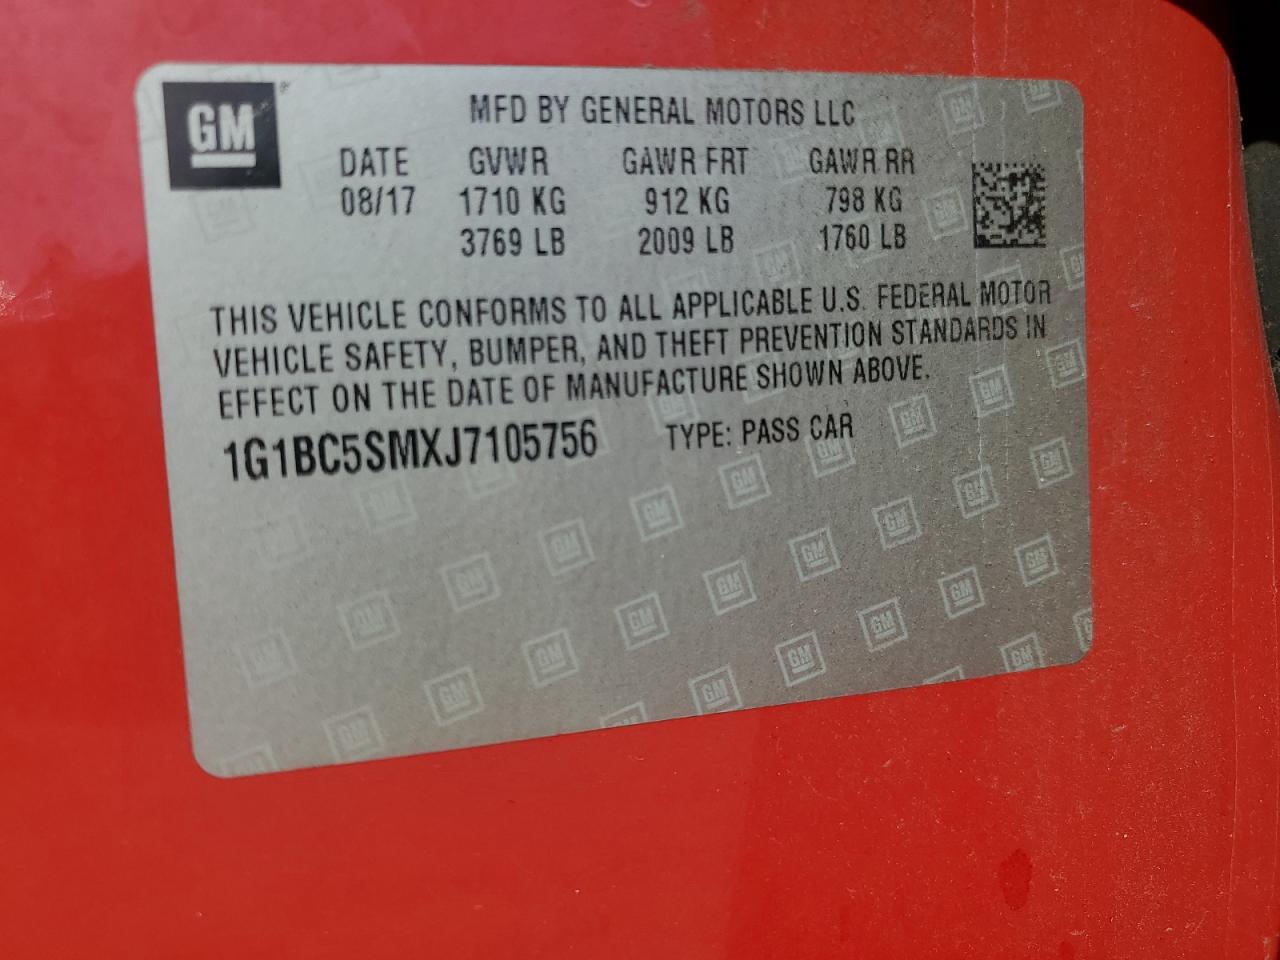 GM
MFD BY GENERAL MOTORS LLC
DATE GVWR GAWR FRT GAWR RR
08/17 1710 KG 912 KG 798 KG
3769 LB 2009 LB 1760 LB
THIS VEHICLE CONFORMS TO ALL APPLICABLE U.S. FEDERAL MOTOR
VEHICLE SAFETY, BUMPER, AND THEFT PREVENTION STANDARDS IN
EFFECT ON THE DATE OF MANUFACTURE SHOWN ABOVE.
1G1BC5SMXJ7105756 TYPE: PASS CAR